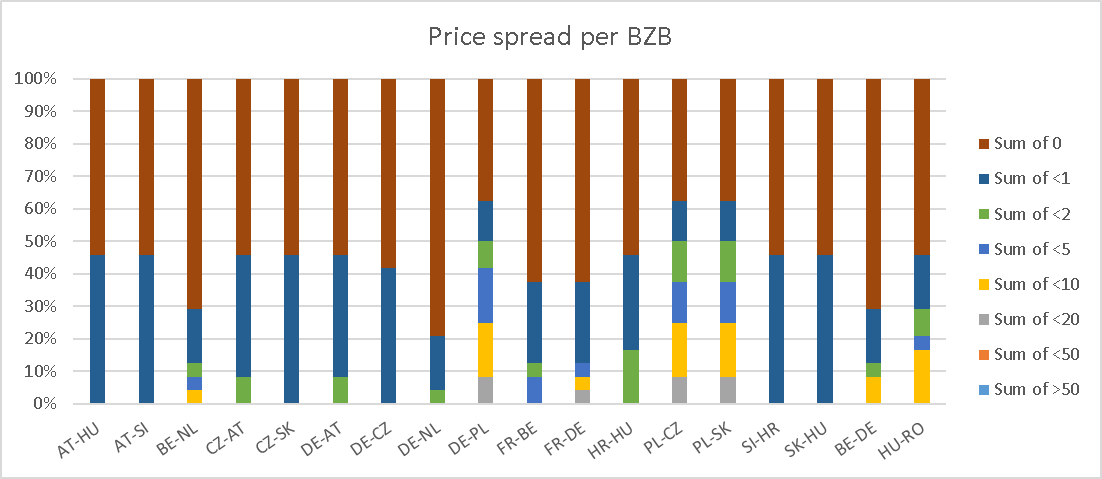 Price spread per BZB
100%
90%
80%
70%
60%
50%
40%
30%
20%
10%
0%
AT-HU
AT-SI
BE-NL
CZ-AT
CZ-SK
DE-AT
DE-CZ
DE-NL
DE-PL
FR-BE
FR-DE
HR-HU
PL-CZ
PL-SK
SI-HR
SK-HU
BE-DE
HU-RO
Sum of 0
Sum of <1
Sum of <2
Sum of <5
Sum of <10
Sum of <20
Sum of <50
Sum of >50